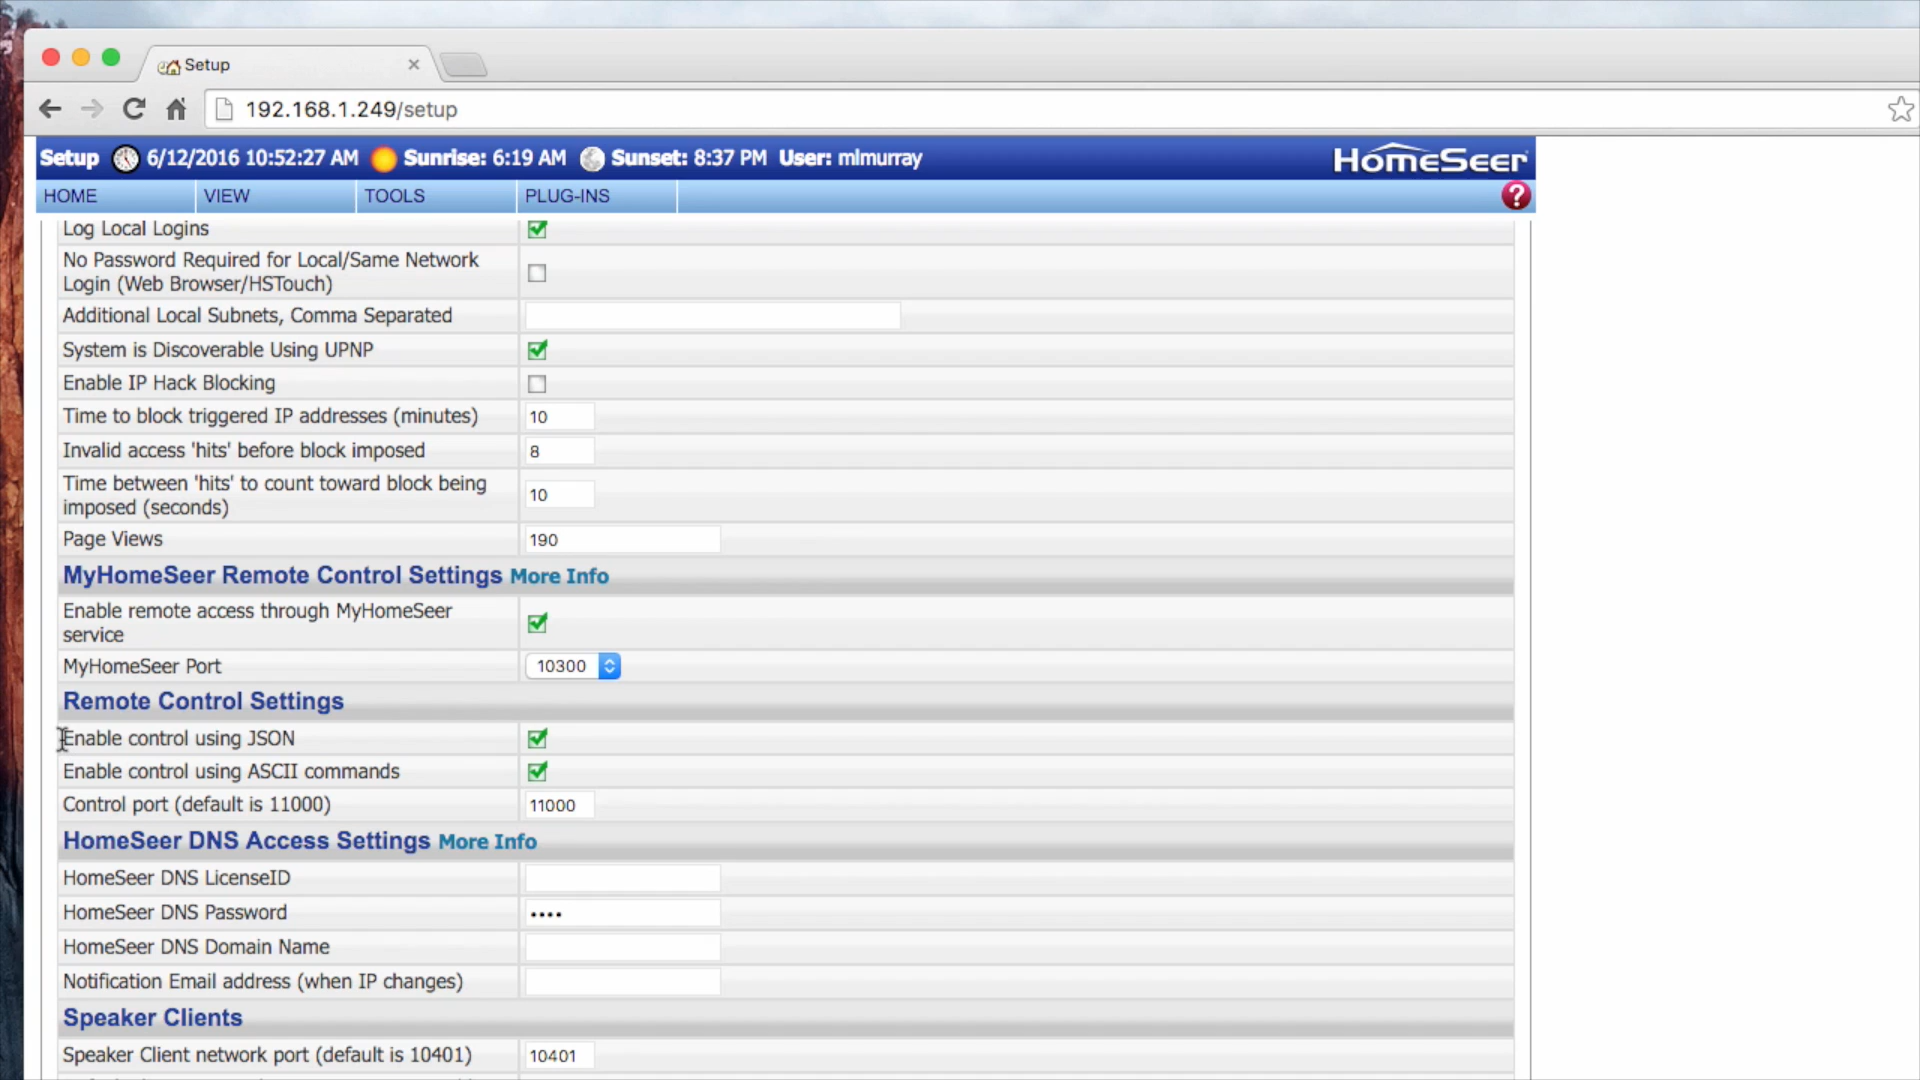 Setup
192.168.1.249/setup
Setup 6/12/2016 10:52:27 AM Sunrise: 6:19 AM Sunset: 8:37 PM User: mlmurray
HomeSeer
HOME VIEW TOOLS PLUG-INS ?
Log Local Logins
No Password Required for Local/Same Network
Login (Web Browser/HSTouch)
Additional Local Subnets, Comma Separated
System is Discoverable Using UPNP
Enable IP Hack Blocking
Time to block triggered IP addresses (minutes) 10
Invalid access 'hits' before block imposed 8
Time between 'hits' to count toward block being
imposed (seconds) 10
Page Views 190
MyHomeSeer Remote Control Settings More Info
Enable remote access through MyHomeSeer
service
MyHomeSeer Port 10300
Remote Control Settings
Enable control using JSON
Enable control using ASCII commands
Control port (default is 11000) 11000
HomeSeer DNS Access Settings More Info
HomeSeer DNS LicenseID
HomeSeer DNS Password ••••
HomeSeer DNS Domain Name
Notification Email address (when IP changes)
Speaker Clients
Speaker Client network port (default is 10401) 10401